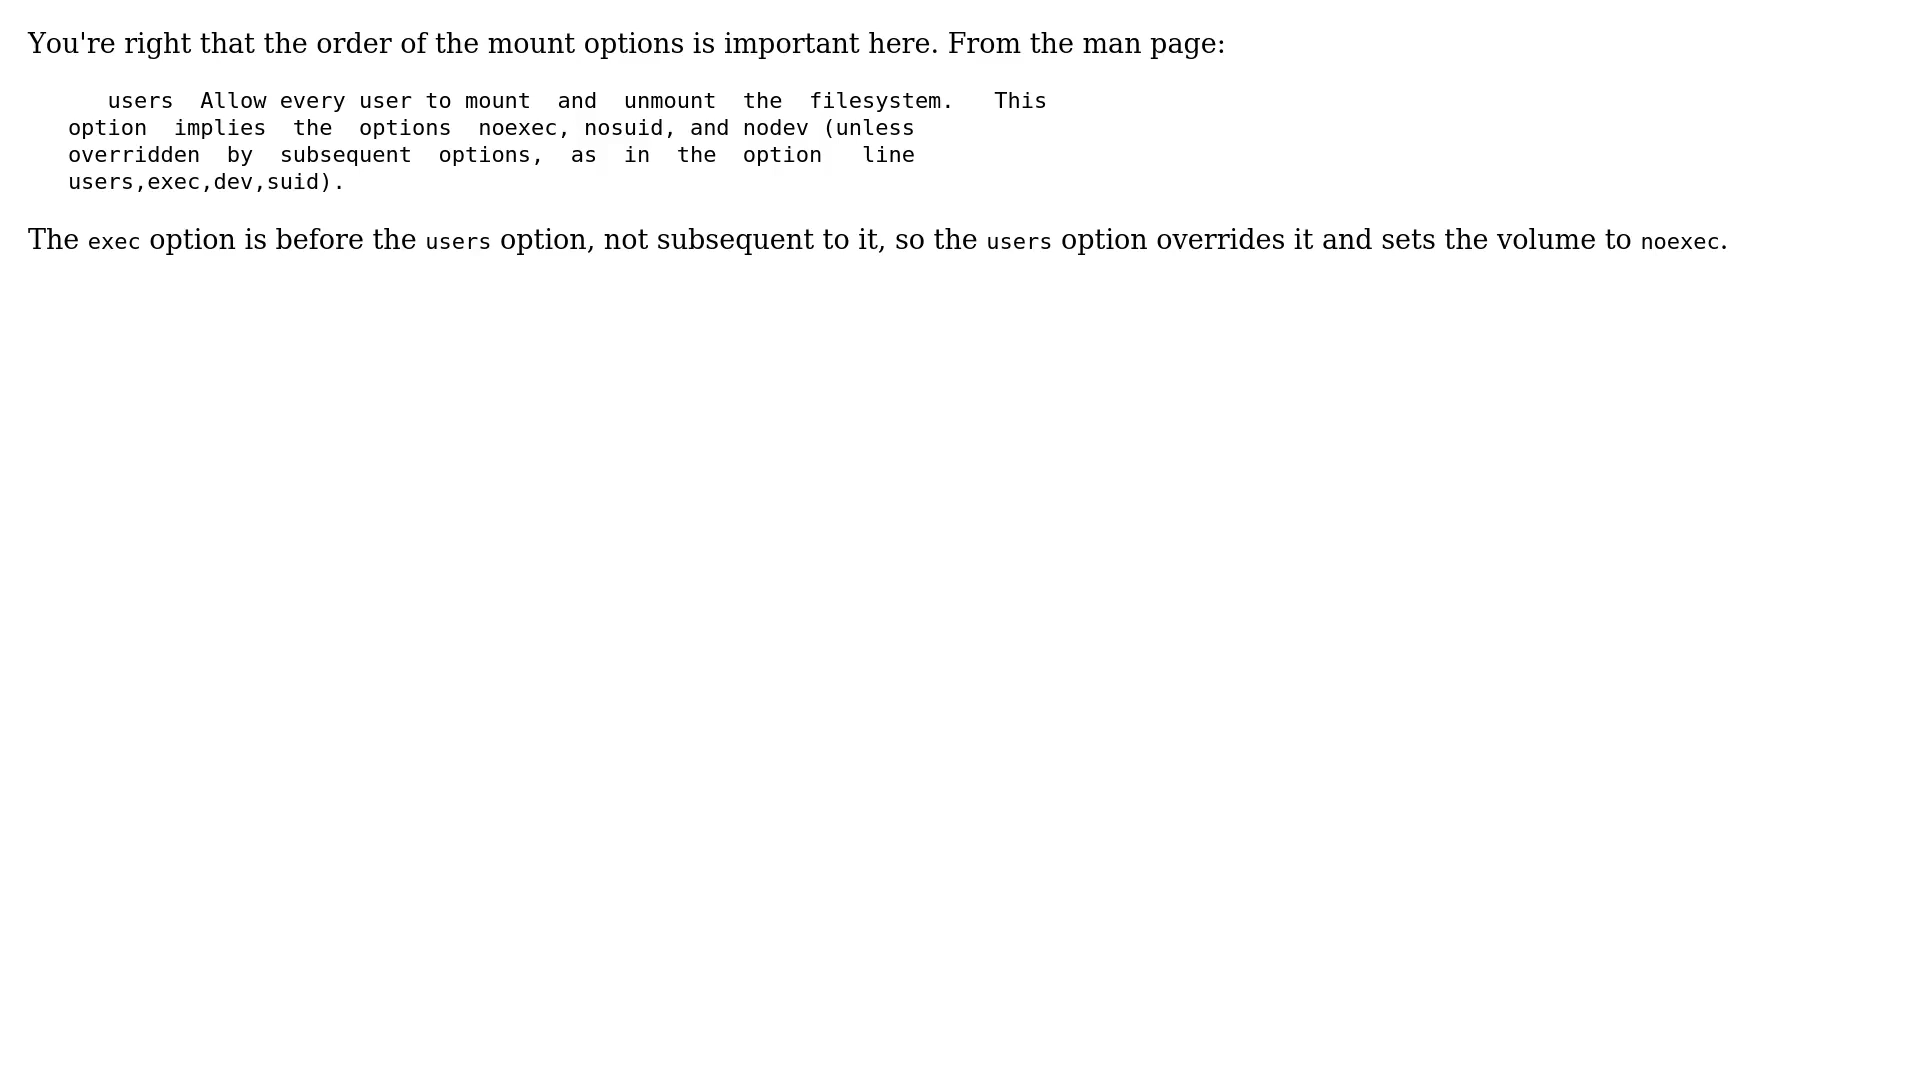 You're right that the order of the mount options is important here. From the man page:
   users  Allow every user to mount  and  unmount  the  filesystem.   This
option  implies  the  options  noexec, nosuid, and nodev (unless
overridden  by  subsequent  options,  as  in  the  option   line
users,exec,dev,suid).
The exec option is before the users option, not subsequent to it, so the users option overrides it and sets the volume to noexec.